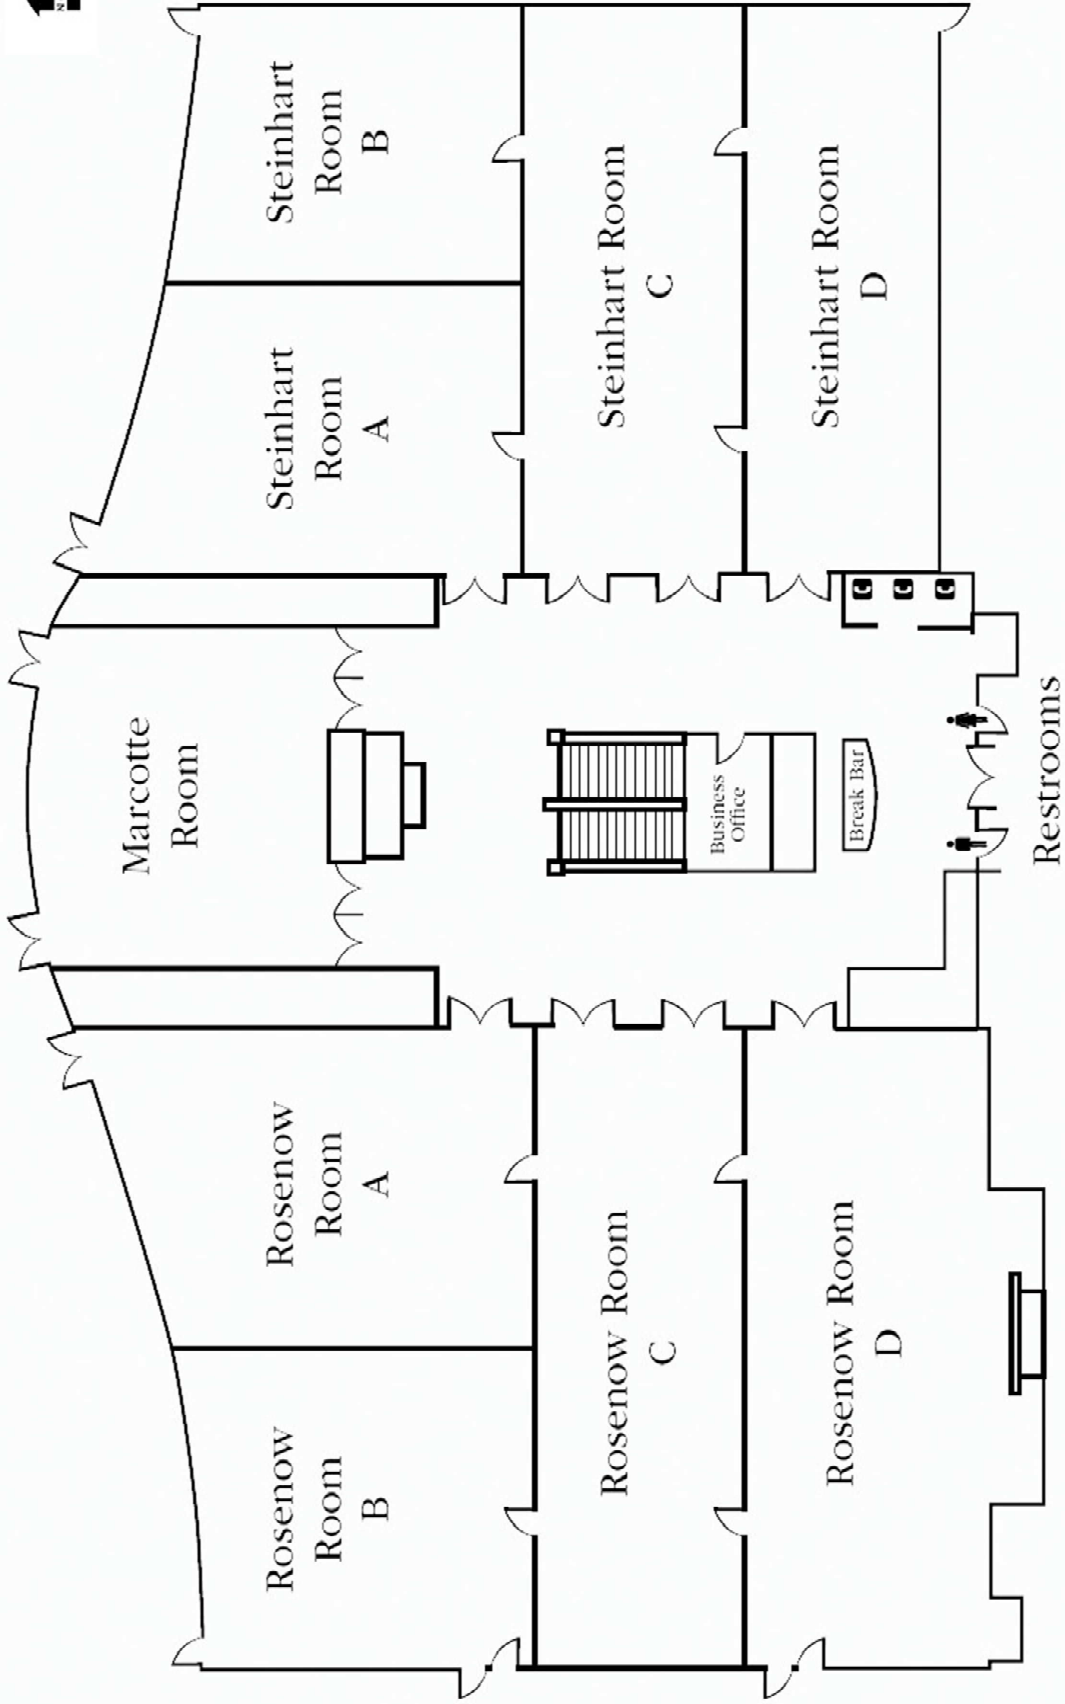 N
Marcotte
Room
Rosenow
Room
B
Rosenow
Room
A
Steinhart
Room
A
Steinhart
Room
B
Rosenow Room
C
Business
Office
Steinhart Room
C
Rosenow Room
D
Break Bar
Steinhart Room
D
Restrooms